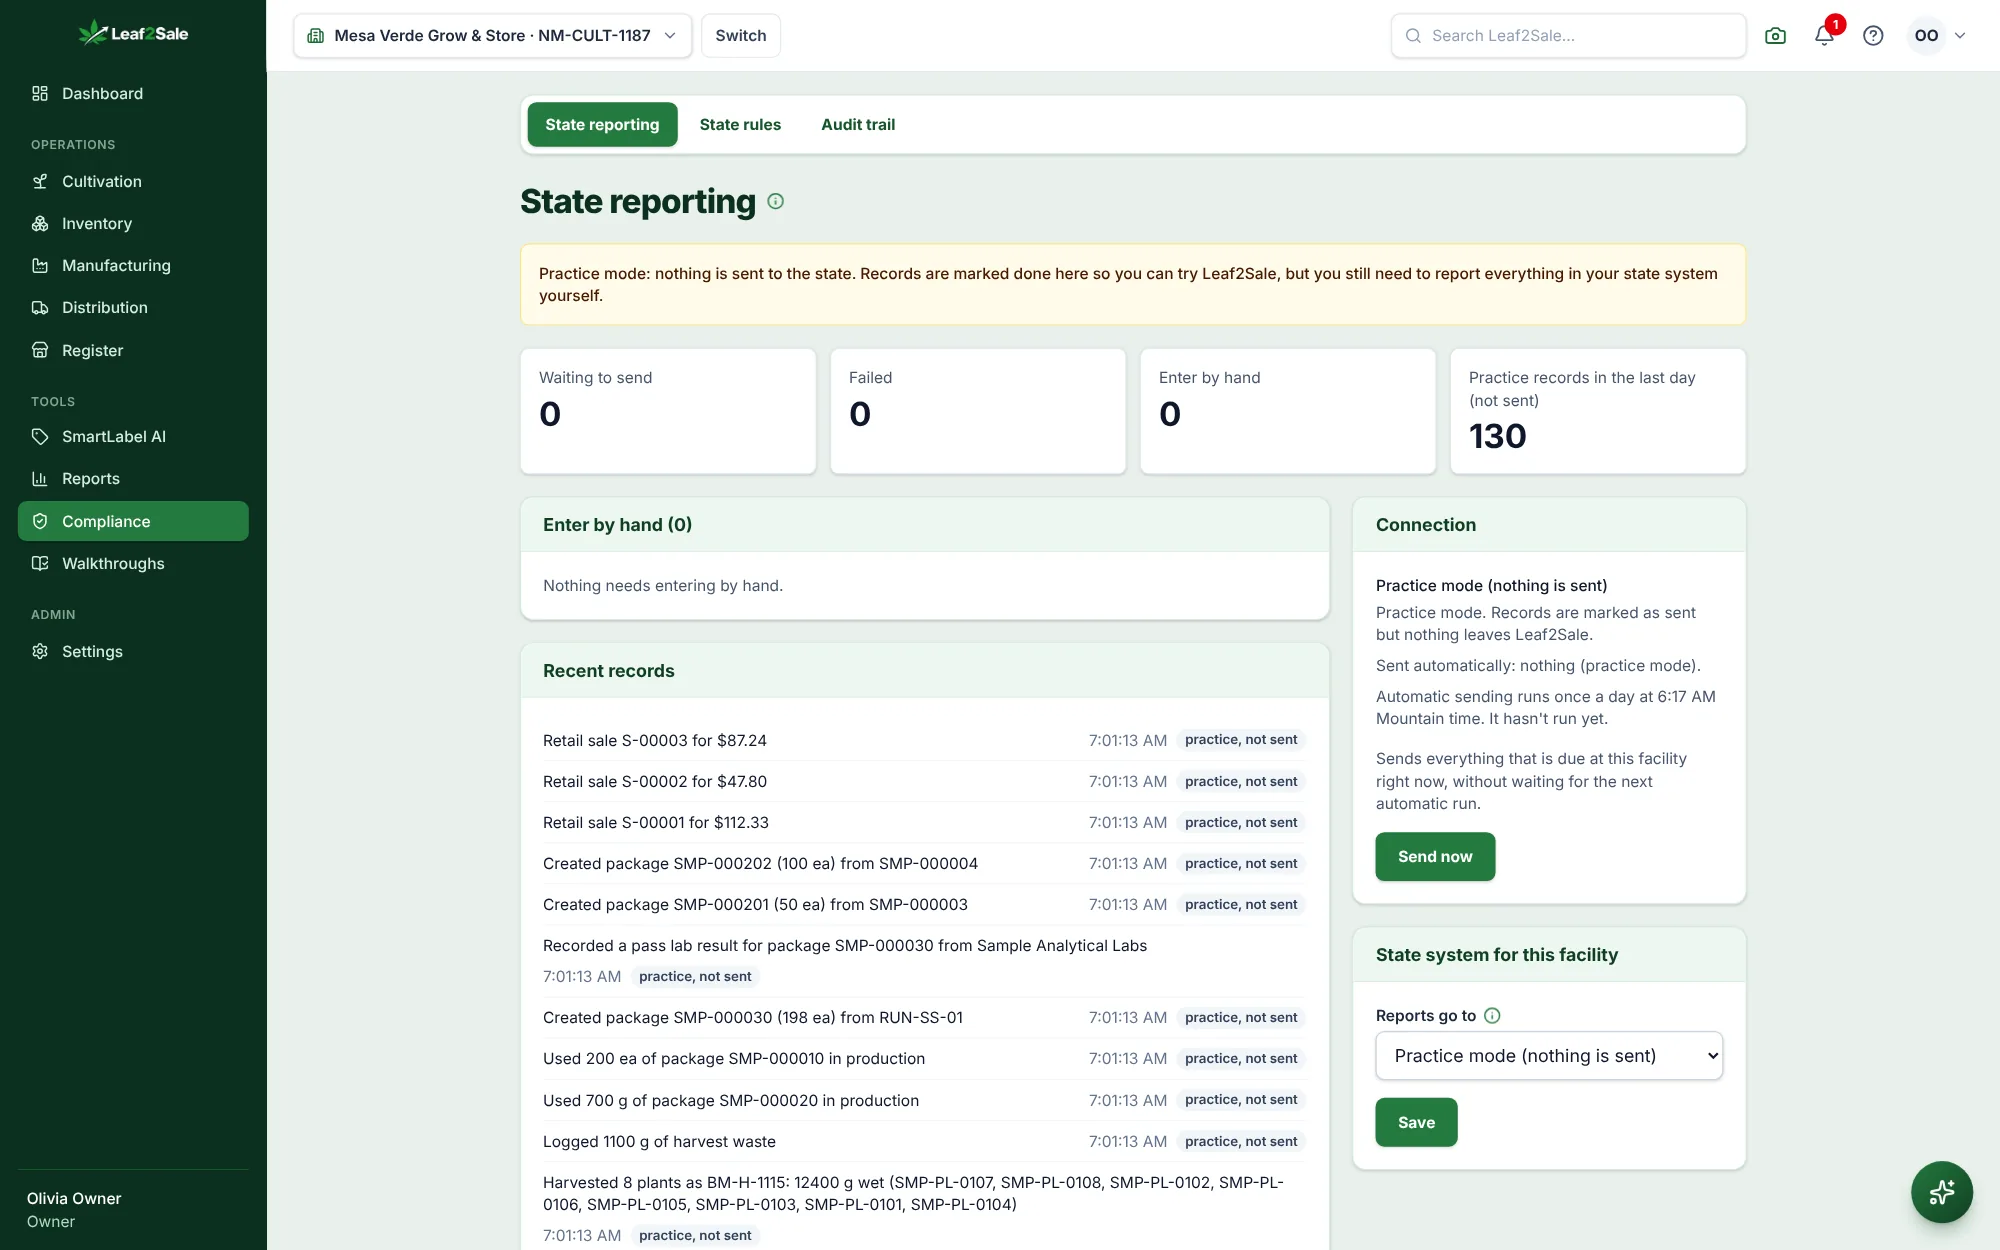 Leaf2Sale
Mesa Verde Grow & Store · NM-CULT-1187
Switch
Search Leaf2Sale...
1
OO
Dashboard
OPERATIONS
Cultivation
Inventory
Manufacturing
Distribution
Register
TOOLS
SmartLabel AI
Reports
Compliance
Walkthroughs
ADMIN
Settings
Olivia Owner
Owner
State reporting
State rules
Audit trail
State reporting
Practice mode: nothing is sent to the state. Records are marked done here so you can try Leaf2Sale, but you still need to report everything in your state system
yourself.
Waiting to send
0
Failed
0
Enter by hand
0
Practice records in the last day
(not sent)
130
Enter by hand (0)
Nothing needs entering by hand.
Recent records
Retail sale S-00003 for $87.24 7:01:13 AM practice, not sent
Retail sale S-00002 for $47.80 7:01:13 AM practice, not sent
Retail sale S-00001 for $112.33 7:01:13 AM practice, not sent
Created package SMP-000202 (100 ea) from SMP-000004 7:01:13 AM practice, not sent
Created package SMP-000201 (50 ea) from SMP-000003 7:01:13 AM practice, not sent
Recorded a pass lab result for package SMP-000030 from Sample Analytical Labs
7:01:13 AM practice, not sent
Created package SMP-000030 (198 ea) from RUN-SS-01 7:01:13 AM practice, not sent
Used 200 ea of package SMP-000010 in production 7:01:13 AM practice, not sent
Used 700 g of package SMP-000020 in production 7:01:13 AM practice, not sent
Logged 1100 g of harvest waste 7:01:13 AM practice, not sent
Harvested 8 plants as BM-H-1115: 12400 g wet (SMP-PL-0107, SMP-PL-0108, SMP-PL-0102, SMP-PL-
0106, SMP-PL-0105, SMP-PL-0103, SMP-PL-0101, SMP-PL-0104)
7:01:13 AM practice, not sent
Connection
Practice mode (nothing is sent)
Practice mode. Records are marked as sent
but nothing leaves Leaf2Sale.
Sent automatically: nothing (practice mode).
Automatic sending runs once a day at 6:17 AM
Mountain time. It hasn't run yet.
Sends everything that is due at this facility
right now, without waiting for the next
automatic run.
Send now
State system for this facility
Reports go to
Practice mode (nothing is sent)
Save